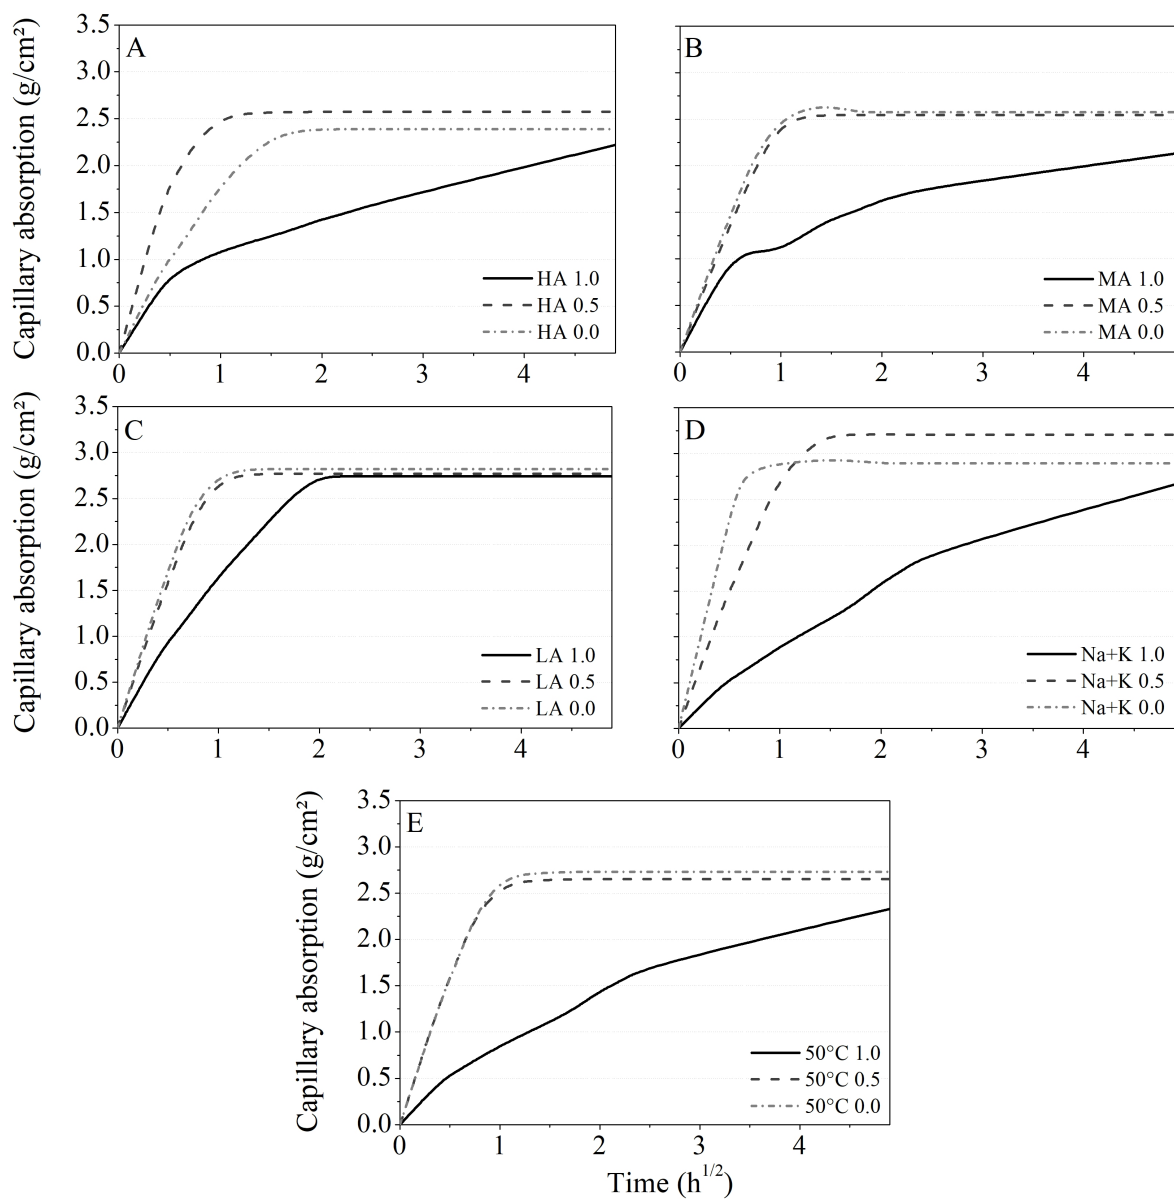 A
Capillary absorption (g/cm²)
3.5
3.0
2.5
2.0
1.5
1.0
0.5
0.0
0 1 2 3 4
HA 1.0
HA 0.5
HA 0.0
B
0 1 2 3 4
MA 1.0
MA 0.5
MA 0.0
C
Capillary absorption (g/cm²)
3.5
3.0
2.5
2.0
1.5
1.0
0.5
0.0
0 1 2 3 4
LA 1.0
LA 0.5
LA 0.0
D
0 1 2 3 4
Na+K 1.0
Na+K 0.5
Na+K 0.0
E
Capillary absorption (g/cm²)
3.5
3.0
2.5
2.0
1.5
1.0
0.5
0.0
0 1 2 3 4
50°C 1.0
50°C 0.5
50°C 0.0
Time (h^1/2)